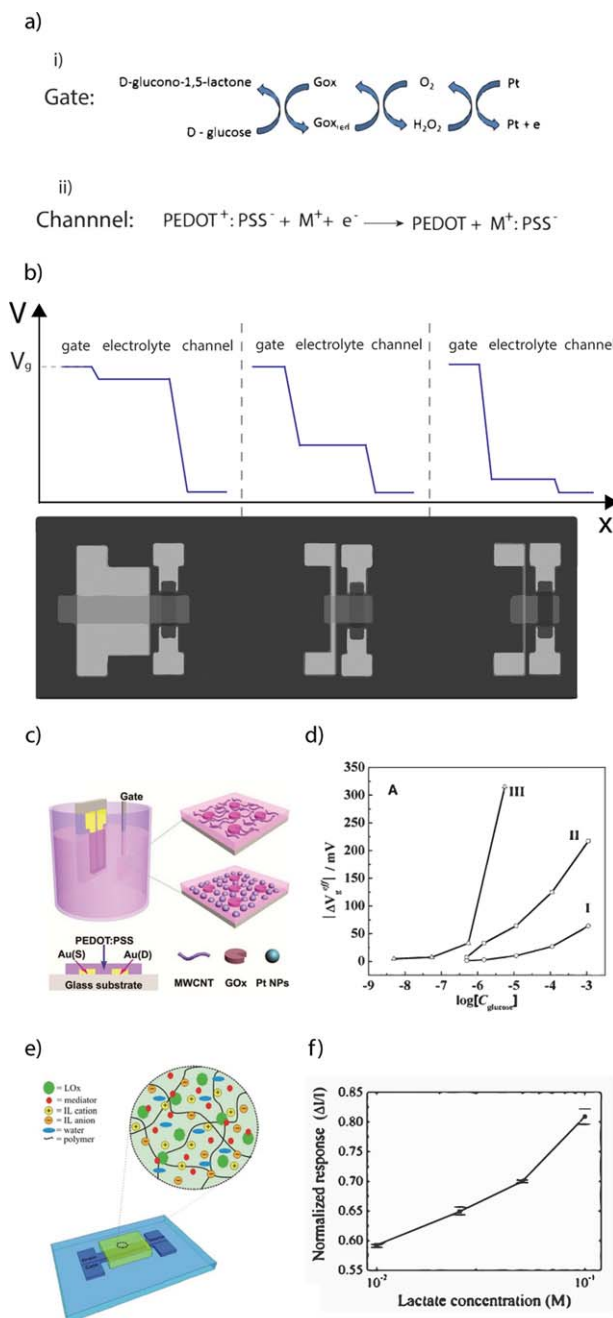 a)
i)
Gate:
D-glucono-1,5-lactone Gox O₂ Pt
D - glucose Goxred H₂O₂ Pt + e
ii)
Channnel: PEDOT⁺: PSS⁻ + M⁺+ e⁻ ⟶ PEDOT + M⁺: PSS⁻
b)
V
Vg
gate electrolyte channel
gate electrolyte channel
gate electrolyte channel
x
c)
Gate
PEDOT:PSS
Au(S) Au(D)
Glass substrate
MWCNT GOx Pt NPs
d)
A
|ΔVg^eff| / mV
350
300
250
200
150
100
50
0
III
II
I
-9 -8 -7 -6 -5 -4 -3 -2
log[Cglucose]
e)
= LOx
= mediator
= IL cation
= IL anion
= water
= polymer
f)
Normalized response (ΔI/I)
0.85
0.80
0.75
0.70
0.65
0.60
0.55
10⁻² 10⁻¹
Lactate concentration (M)